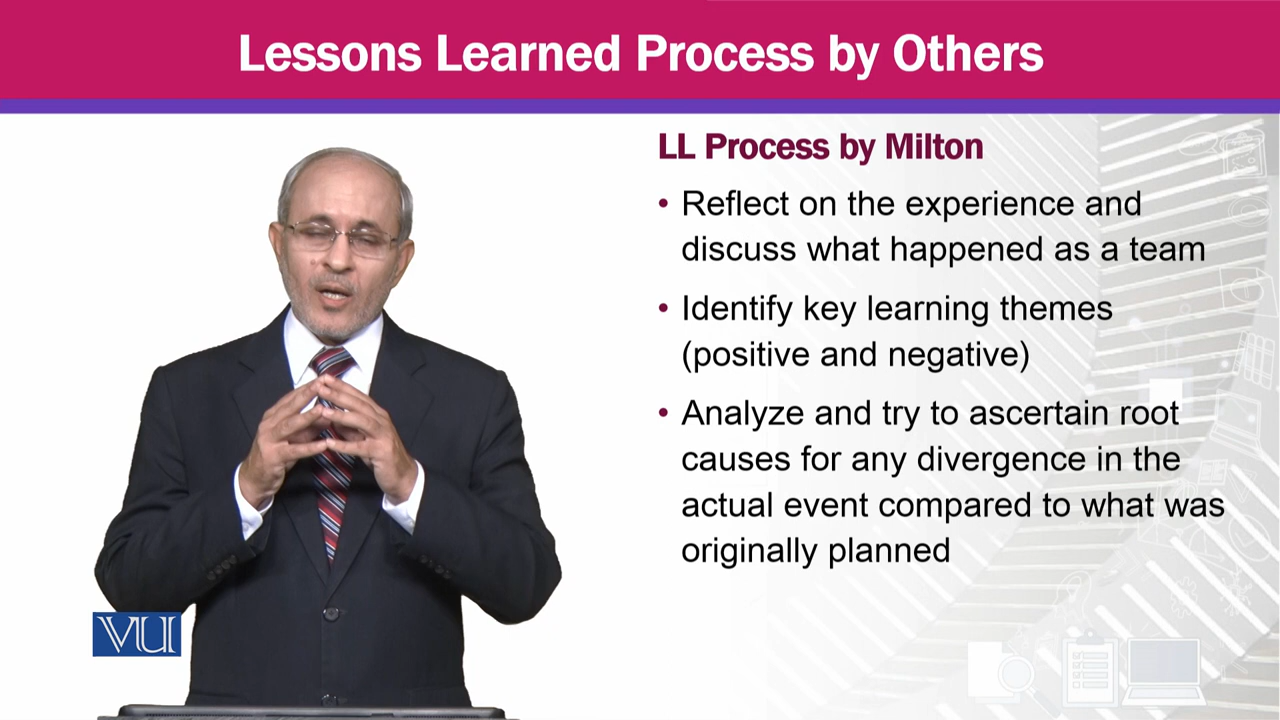 Lessons Learned Process by Others
LL Process by Milton
• Reflect on the experience and
discuss what happened as a team
• Identify key learning themes
(positive and negative)
• Analyze and try to ascertain root
causes for any divergence in the
actual event compared to what was
originally planned
VU